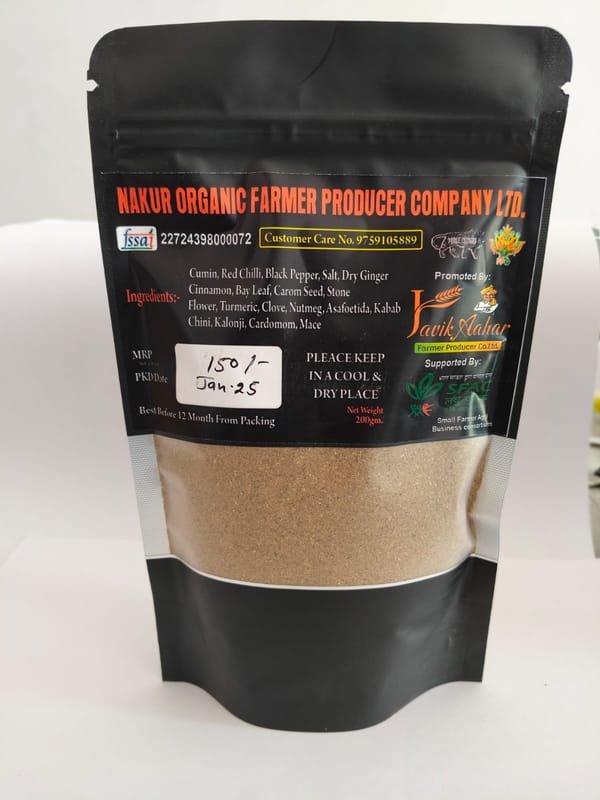 NAKUR ORGANIC FARMER PRODUCER COMPANY LTD.
fssai 22724398000072 Customer Care No. 9759105889
Promoted By:
Ingredients:-
Cumin, Red Chilli, Black Pepper, Salt, Dry Ginger
Cinnamon, Bay Leaf, Carom Seed, Stone
Flower, Turmeric, Clove, Nutmeg, Asafoetida, Kabab
Chini, Kalonji, Cardomom, Mace
Favik Aahar
Farmer Producer Co.Ltd.
Supported By:
MRP 150/-
PKD Date Jan-25
PLEACE KEEP
IN A COOL &
DRY PLACE
Net Weight
200gm.
Best Before 12 Month From Packing
SFAC
Small Farmer
Business